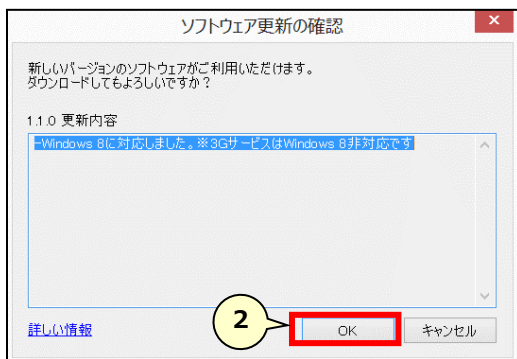 ソフトウェア更新の確認
新しいバージョンのソフトウェアがご利用いただけます。
ダウンロードしてもよろしいですか？
1.1.0 更新内容
-Windows 8に対応しました。※3GサービスはWindows 8非対応です
詳しい情報
2
OK
キャンセル